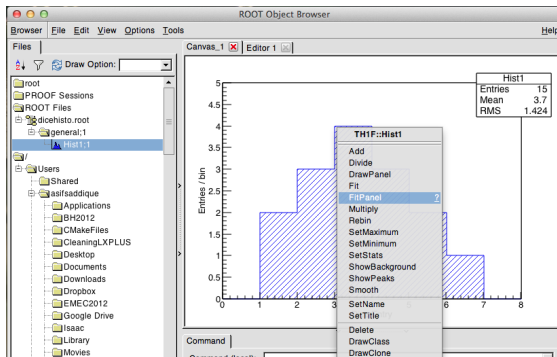 ROOT Object Browser
Browser File Edit View Options Tools Help
Files
Canvas_1 Editor 1
Draw Option:
root
PROOF Sessions
ROOT Files
dicehisto.root
general;1
Hist1;1
/
Users
Shared
asifsaddique
Applications
BH2012
CMakeFiles
CleaningLXPLUS
Desktop
Documents
Downloads
Dropbox
EMEC2012
Google Drive
Isaac
Library
Movies
Hist1
Entries 15
Mean 3.7
RMS 1.424
Entries / bin
5
4.5
4
3.5
3
2.5
2
1.5
1
0.5
0
0 1 2 3 6 7 8
TH1F::Hist1
Add
Divide
DrawPanel
Fit
FitPanel ?
Multiply
Rebin
SetMaximum
SetMinimum
SetStats
ShowBackground
ShowPeaks
Smooth
SetName
SetTitle
Delete
DrawClass
DrawClone
Command
Command (local):